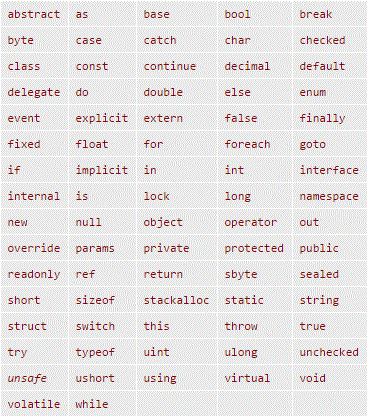 abstract as base bool break
byte case catch char checked
class const continue decimal default
delegate do double else enum
event explicit extern false finally
fixed float for foreach goto
if implicit in int interface
internal is lock long namespace
new null object operator out
override params private protected public
readonly ref return sbyte sealed
short sizeof stackalloc static string
struct switch this throw true
try typeof uint ulong unchecked
unsafe ushort using virtual void
volatile while